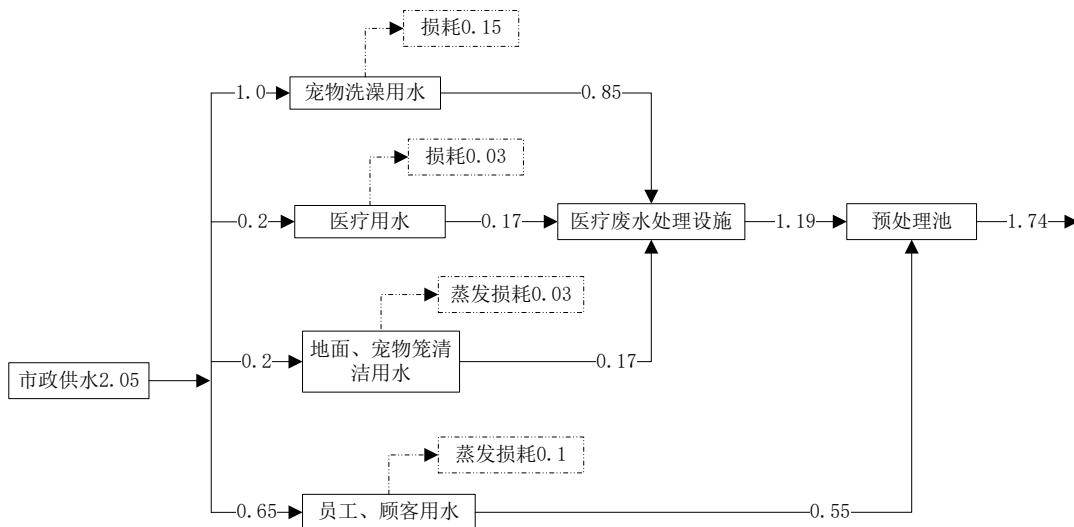 损耗0.15
1.0
宠物洗澡用水
0.85
损耗0.03
0.2
医疗用水
0.17
医疗废水处理设施
1.19
预处理池
1.74
蒸发损耗0.03
0.2
地面、宠物笼清
洁用水
0.17
市政供水2.05
蒸发损耗0.1
0.65
员工、顾客用水
0.55